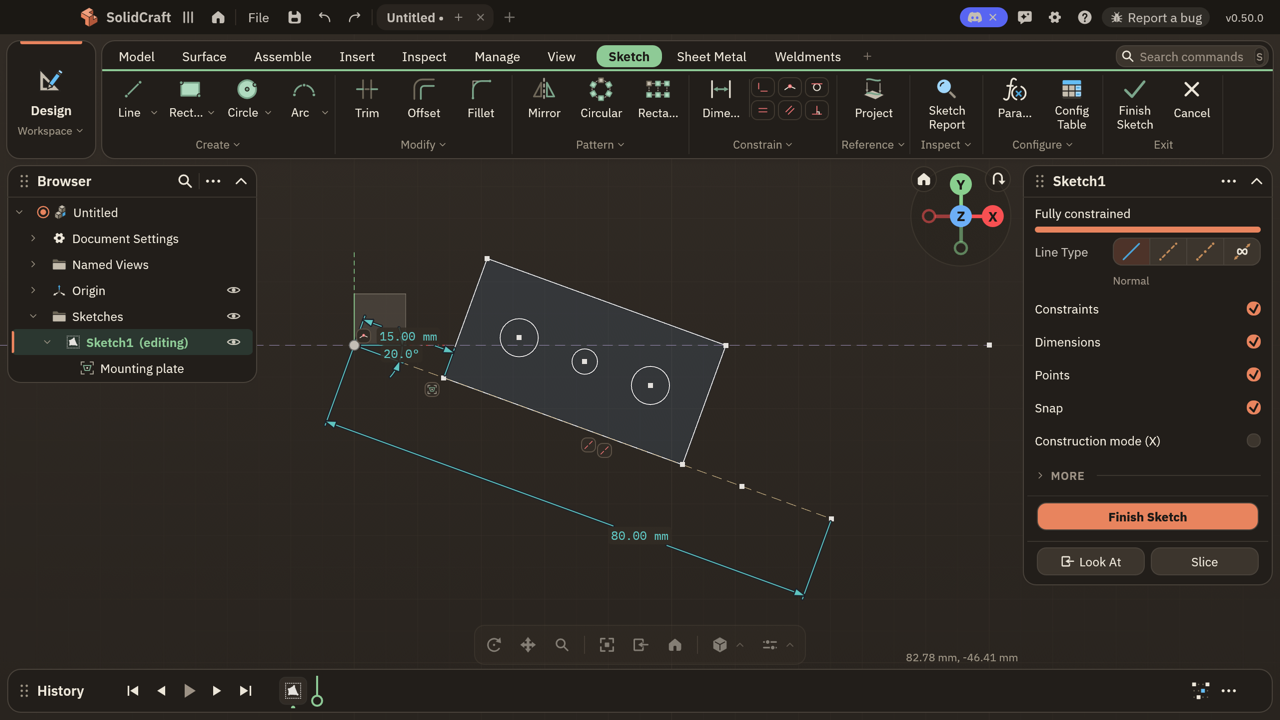 SolidCraft
File
Untitled •
Report a bug
v0.50.0
Design
Workspace
Model
Surface
Assemble
Insert
Inspect
Manage
View
Sketch
Sheet Metal
Weldments
Search commands
S
Line
Rect...
Circle
Arc
Trim
Offset
Fillet
Mirror
Circular
Recta...
Dime...
Project
Sketch
Report
Para...
Config
Table
Finish
Sketch
Cancel
Create
Modify
Pattern
Constrain
Reference
Inspect
Configure
Exit
Browser
Untitled
Document Settings
Named Views
Origin
Sketches
Sketch1 (editing)
Mounting plate
15.00 mm
20.0°
80.00 mm
Y
Z
X
Sketch1
Fully constrained
Line Type
Normal
Constraints
Dimensions
Points
Snap
Construction mode (X)
MORE
Finish Sketch
Look At
Slice
82.78 mm, -46.41 mm
History